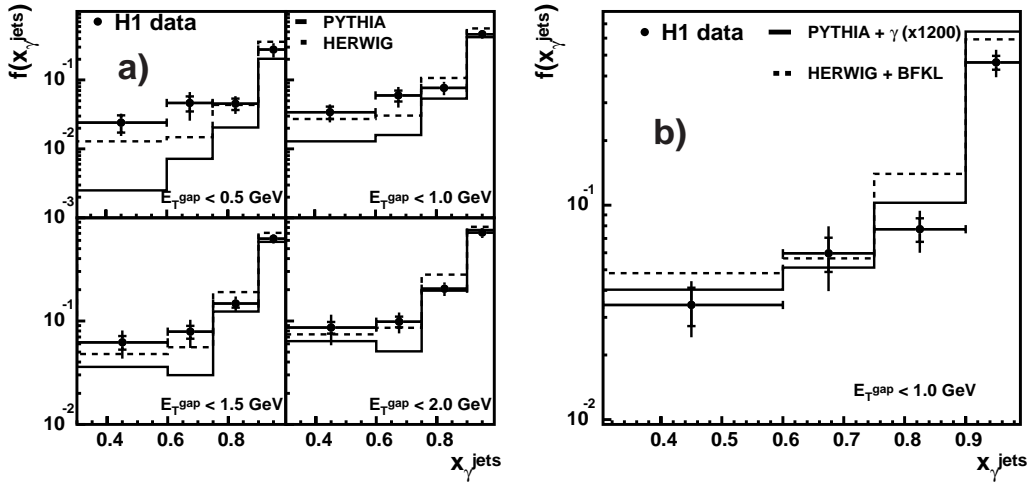 f(x_γ^jets)
1
10^-1
10^-2
10^-3
10^-1
10^-2
a)
H1 data
PYTHIA
HERWIG
E_T^gap < 0.5 GeV
E_T^gap < 1.0 GeV
E_T^gap < 1.5 GeV
E_T^gap < 2.0 GeV
0.4 0.6 0.8 0.4 0.6 0.8
x_γ^jets
f(x_γ^jets)
10^-1
10^-2
b)
H1 data
PYTHIA + γ (x1200)
HERWIG + BFKL
E_T^gap < 1.0 GeV
0.4 0.5 0.6 0.7 0.8 0.9
x_γ^jets